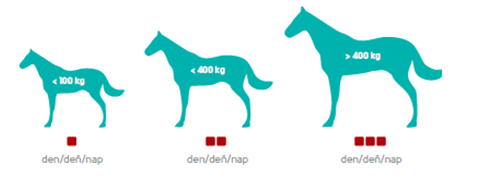 < 100 kg
< 400 kg
> 400 kg
den/deň/nap
den/deň/nap
den/deň/nap